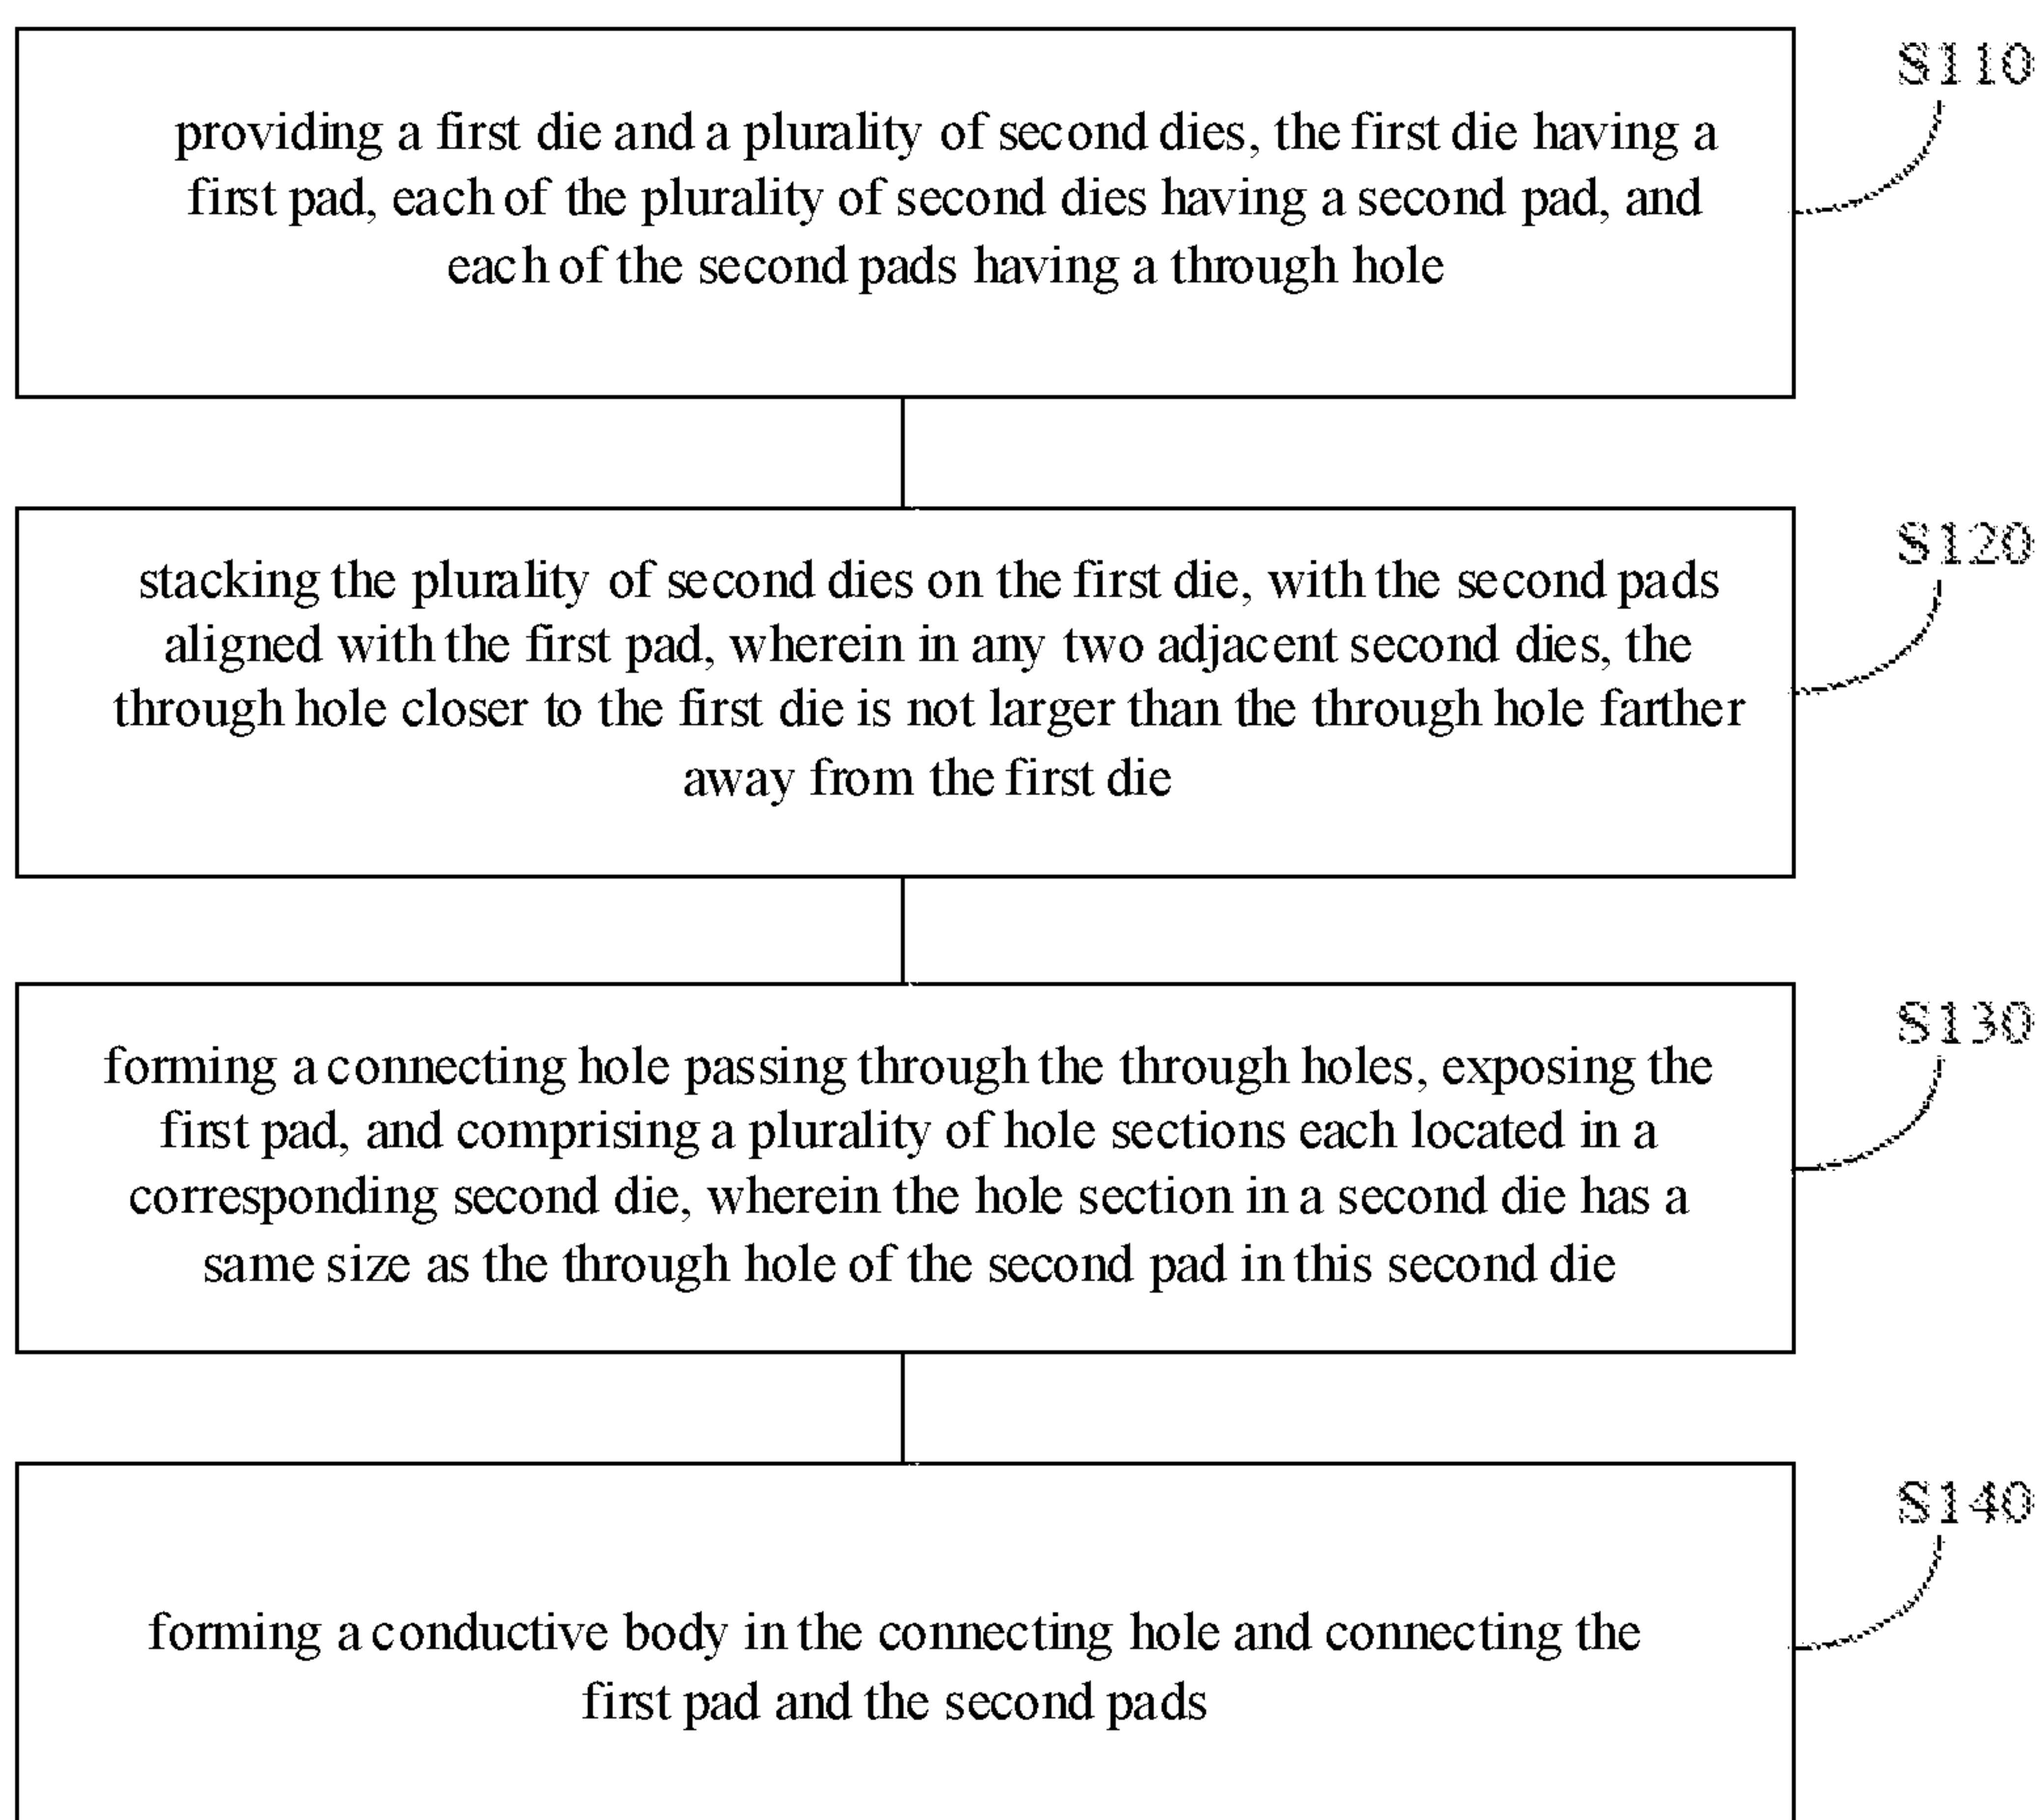 S110
providing a first die and a plurality of second dies, the first die having a
first pad, each of the plurality of second dies having a second pad, and
each of the second pads having a through hole
S120
stacking the plurality of second dies on the first die, with the second pads
aligned with the first pad, wherein in any two adjacent second dies, the
through hole closer to the first die is not larger than the through hole farther
away from the first die
S130
forming a connecting hole passing through the through holes, exposing the
first pad, and comprising a plurality of hole sections each located in a
corresponding second die, wherein the hole section in a second die has a
same size as the through hole of the second pad in this second die
S140
forming a conductive body in the connecting hole and connecting the
first pad and the second pads